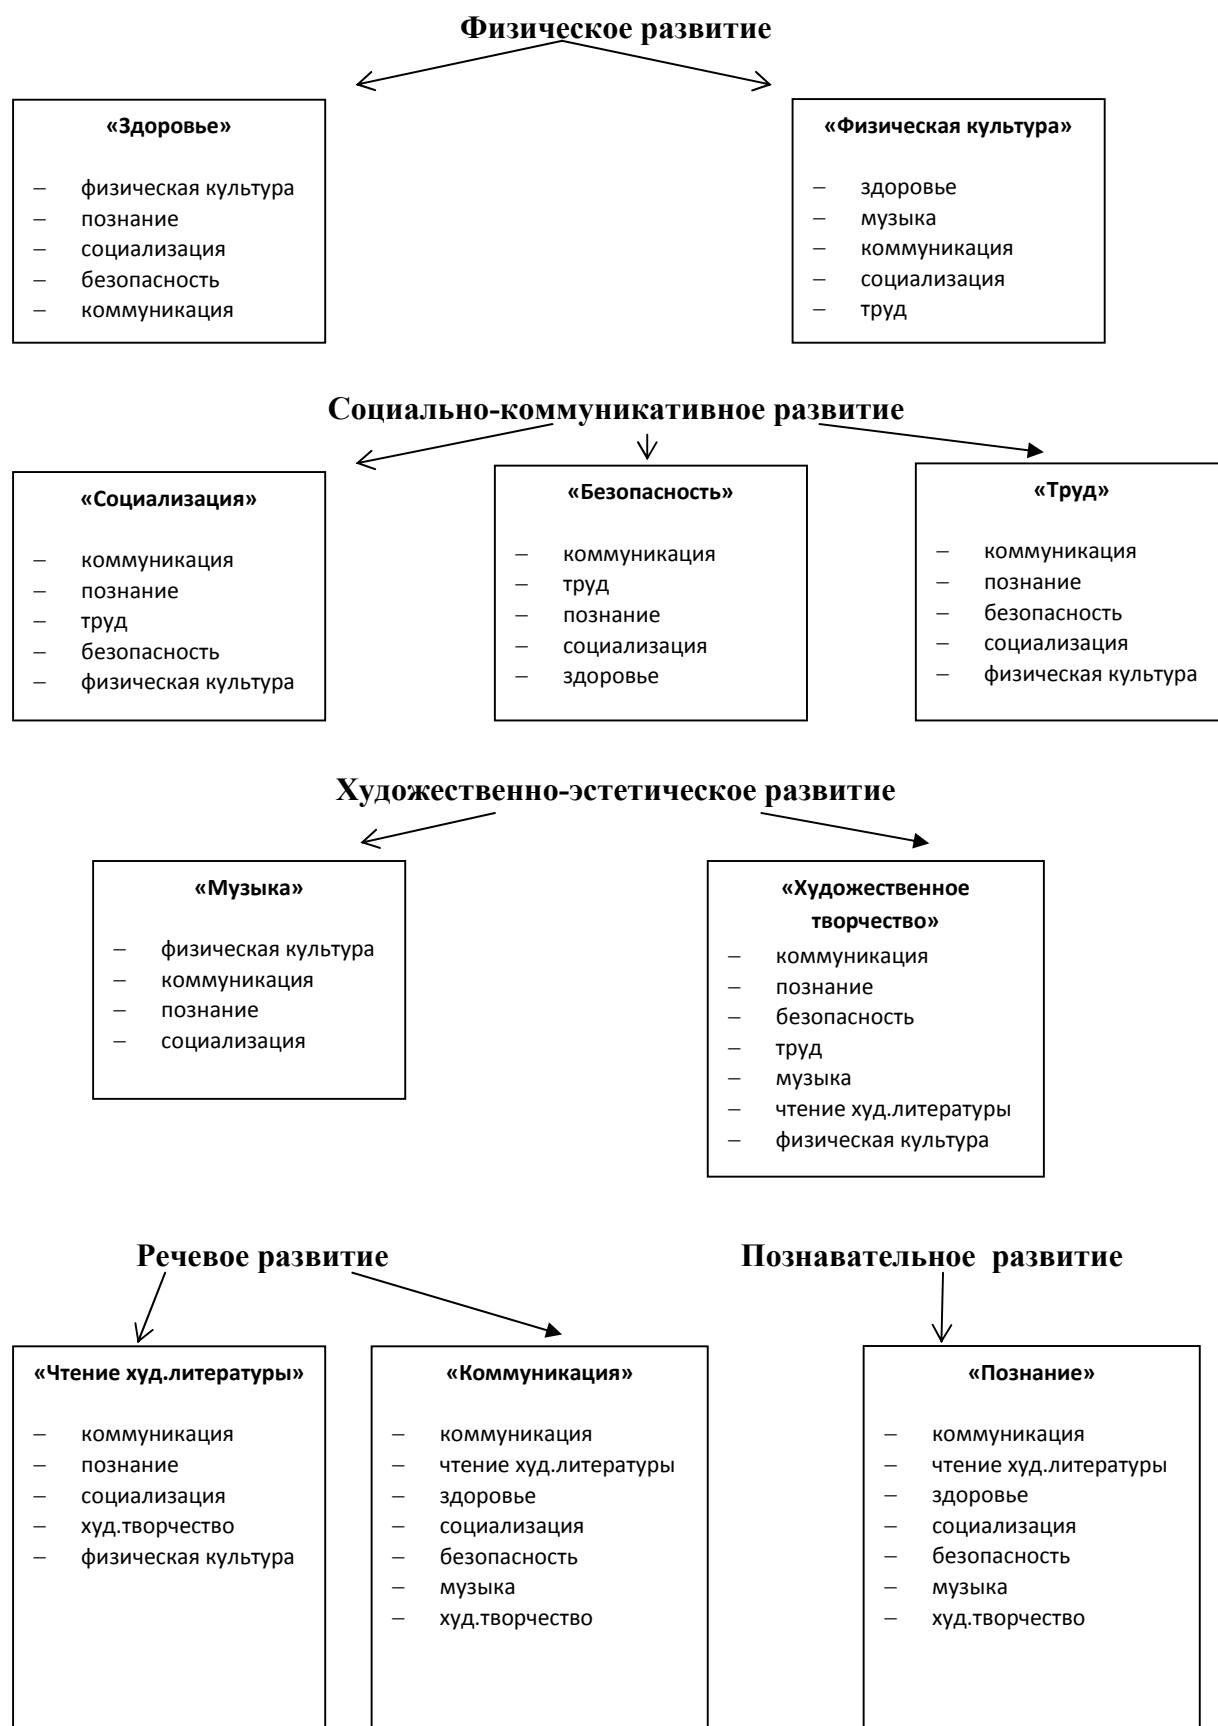 Физическое развитие
«Здоровье»
– физическая культура
– познание
– социализация
– безопасность
– коммуникация
«Физическая культура»
– здоровье
– музыка
– коммуникация
– социализация
– труд
Социально-коммуникативное развитие
«Социализация»
– коммуникация
– познание
– труд
– безопасность
– физическая культура
«Безопасность»
– коммуникация
– труд
– познание
– социализация
– здоровье
«Труд»
– коммуникация
– познание
– безопасность
– социализация
– физическая культура
Художественно-эстетическое развитие
«Музыка»
– физическая культура
– коммуникация
– познание
– социализация
«Художественное
творчество»
– коммуникация
– познание
– безопасность
– труд
– музыка
– чтение худ.литературы
– физическая культура
Речевое развитие
«Чтение худ.литературы»
– коммуникация
– познание
– социализация
– худ.творчество
– физическая культура
«Коммуникация»
– коммуникация
– чтение худ.литературы
– здоровье
– социализация
– безопасность
– музыка
– худ.творчество
Познавательное  развитие
«Познание»
– коммуникация
– чтение худ.литературы
– здоровье
– социализация
– безопасность
– музыка
– худ.творчество